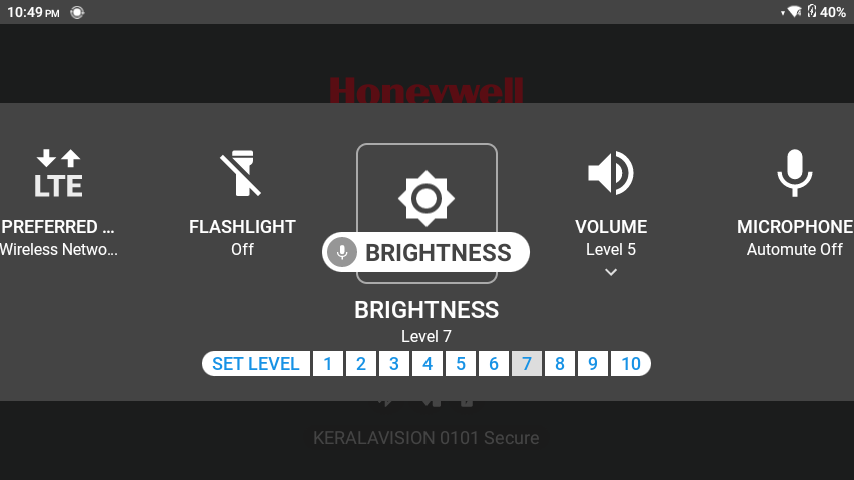 10:49 PM
40%
Honeywell
LTE
PREFERRED ...
Wireless Netwo...
FLASHLIGHT
Off
BRIGHTNESS
VOLUME
Level 5
MICROPHONE
Automute Off
BRIGHTNESS
Level 7
SET LEVEL 1 2 3 4 5 6 7 8 9 10
KERALAVISION 0101 Secure